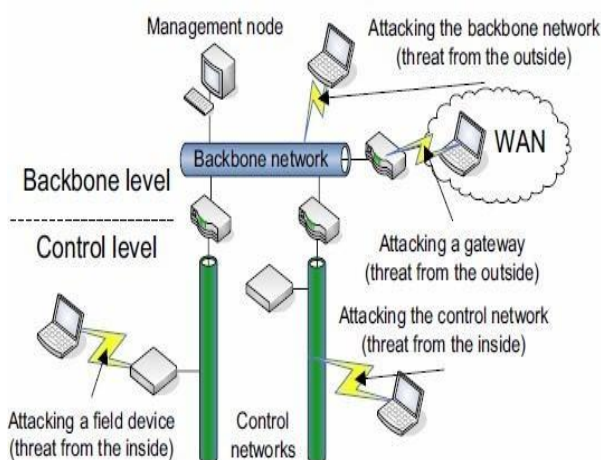 Management node
Attacking the backbone network
(threat from the outside)
Backbone network
WAN
Backbone level
Control level
Attacking a gateway
(threat from the outside)
Attacking the control network
(threat from the inside)
Attacking a field device
(threat from the inside)
Control
networks